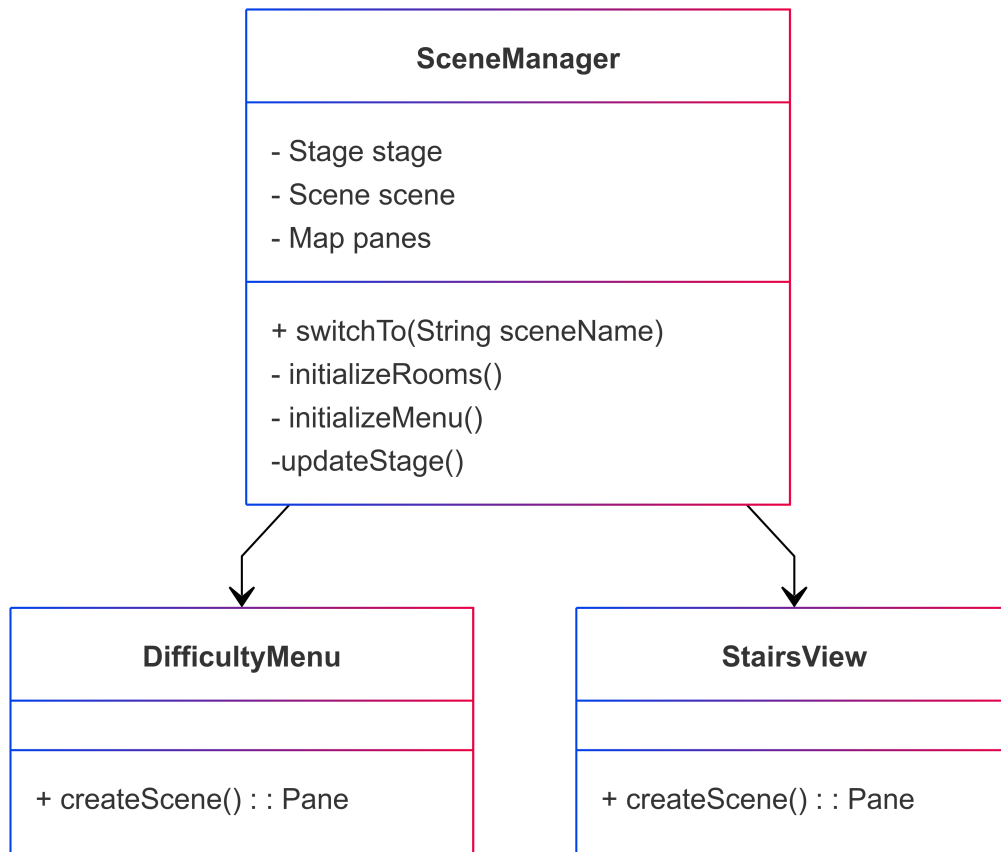 SceneManager
- Stage stage
- Scene scene
- Map panes
+ switchTo(String sceneName)
- initializeRooms()
- initializeMenu()
-updateStage()
DifficultyMenu
+ createScene() : : Pane
StairsView
+ createScene() : : Pane